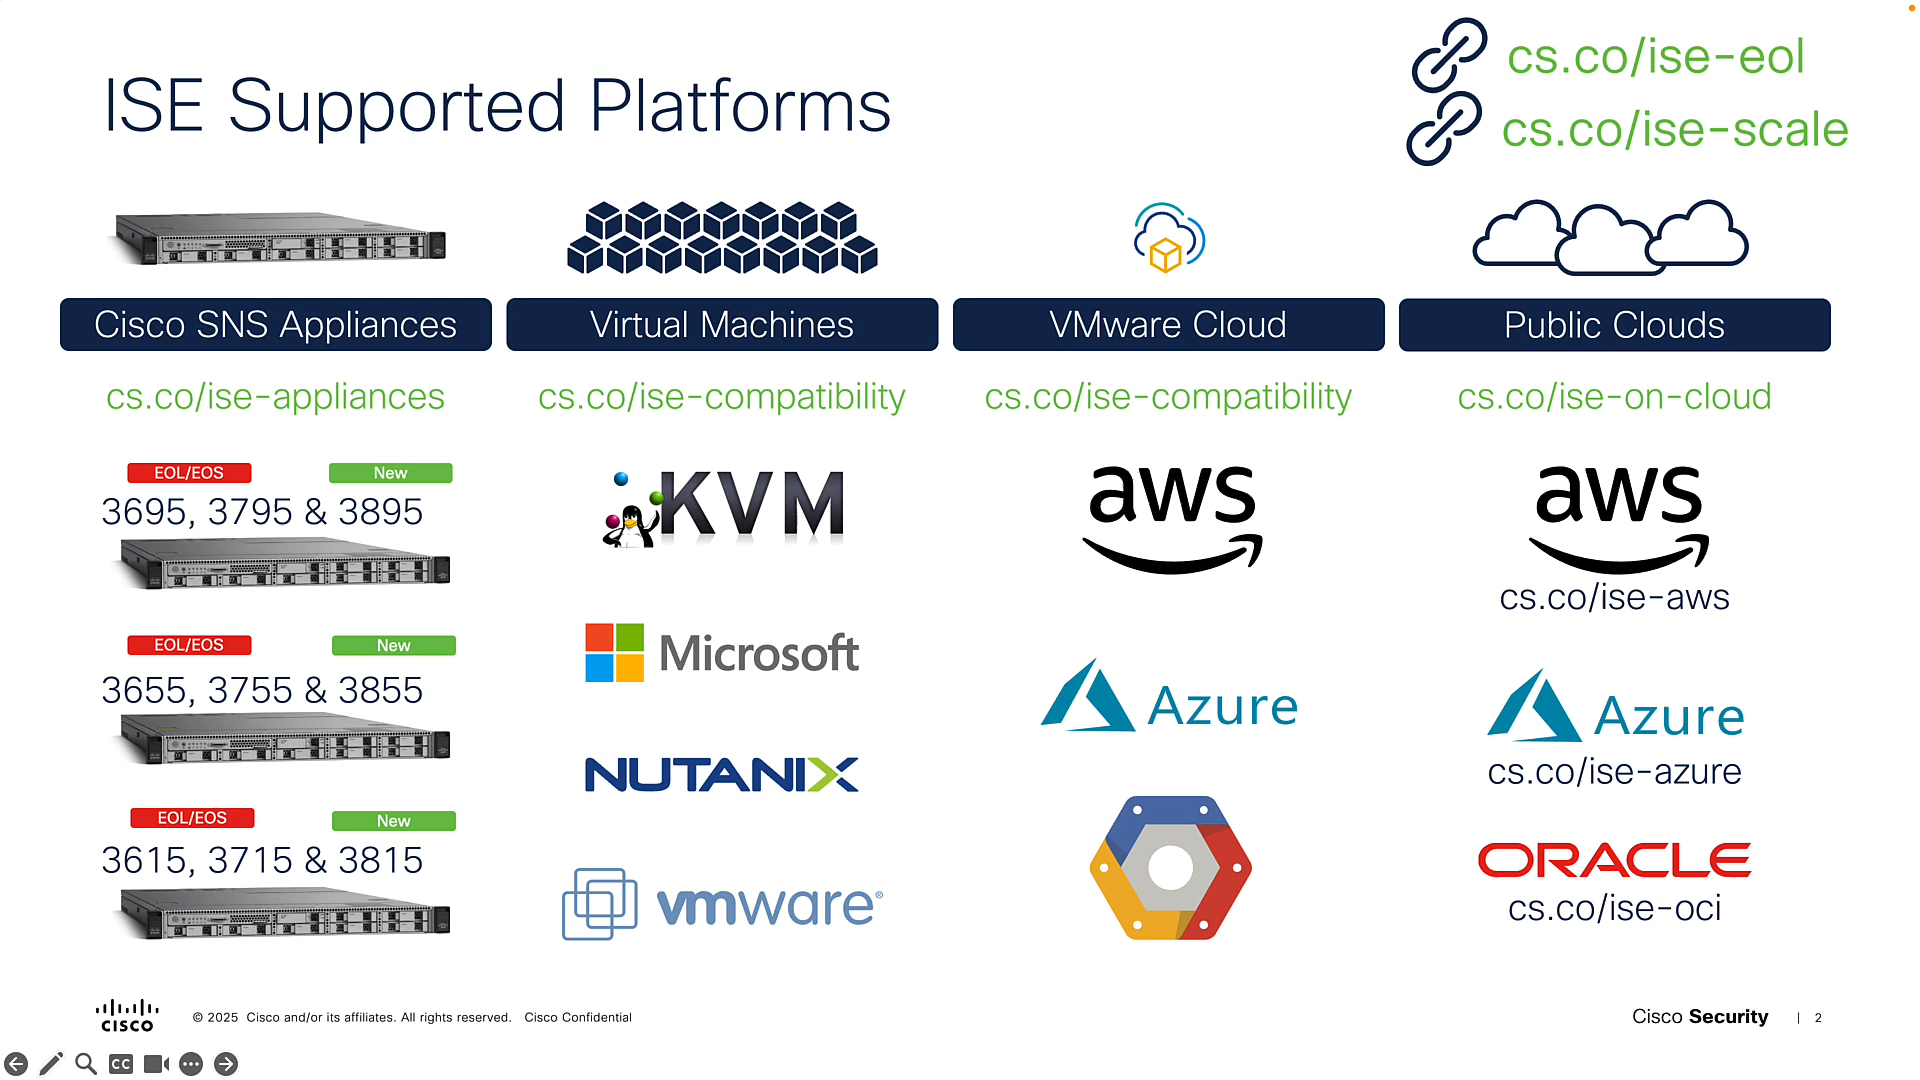 cs.co/ise-eol
cs.co/ise-scale
ISE Supported Platforms
Cisco SNS Appliances
Virtual Machines
VMware Cloud
Public Clouds
cs.co/ise-appliances
cs.co/ise-compatibility
cs.co/ise-compatibility
cs.co/ise-on-cloud
EOL/EOS
New
3695, 3795 & 3895
EOL/EOS
New
3655, 3755 & 3855
EOL/EOS
New
3615, 3715 & 3815
KVM
Microsoft
NUTANIX
vmware®
aws
Azure
aws
cs.co/ise-aws
Azure
cs.co/ise-azure
ORACLE
cs.co/ise-oci
CISCO
© 2025 Cisco and/or its affiliates. All rights reserved. Cisco Confidential
Cisco Security
| 2
CC